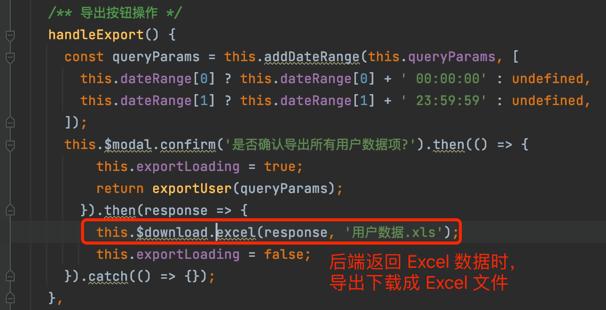 /** 导出按钮操作 */
handleExport() {
const queryParams = this.addDateRange(this.queryParams, [
this.dateRange[0] ? this.dateRange[0] + ' 00:00:00' : undefined,
this.dateRange[1] ? this.dateRange[1] + ' 23:59:59' : undefined,
]);
this.$modal.confirm('是否确认导出所有用户数据项?').then(() => {
this.exportLoading = true;
return exportUser(queryParams);
}).then(response => {
this.$download.excel(response, '用户数据.xls');
this.exportLoading = false;
}).catch(() => {});
},
后端返回 Excel 数据时，
导出下载成 Excel 文件